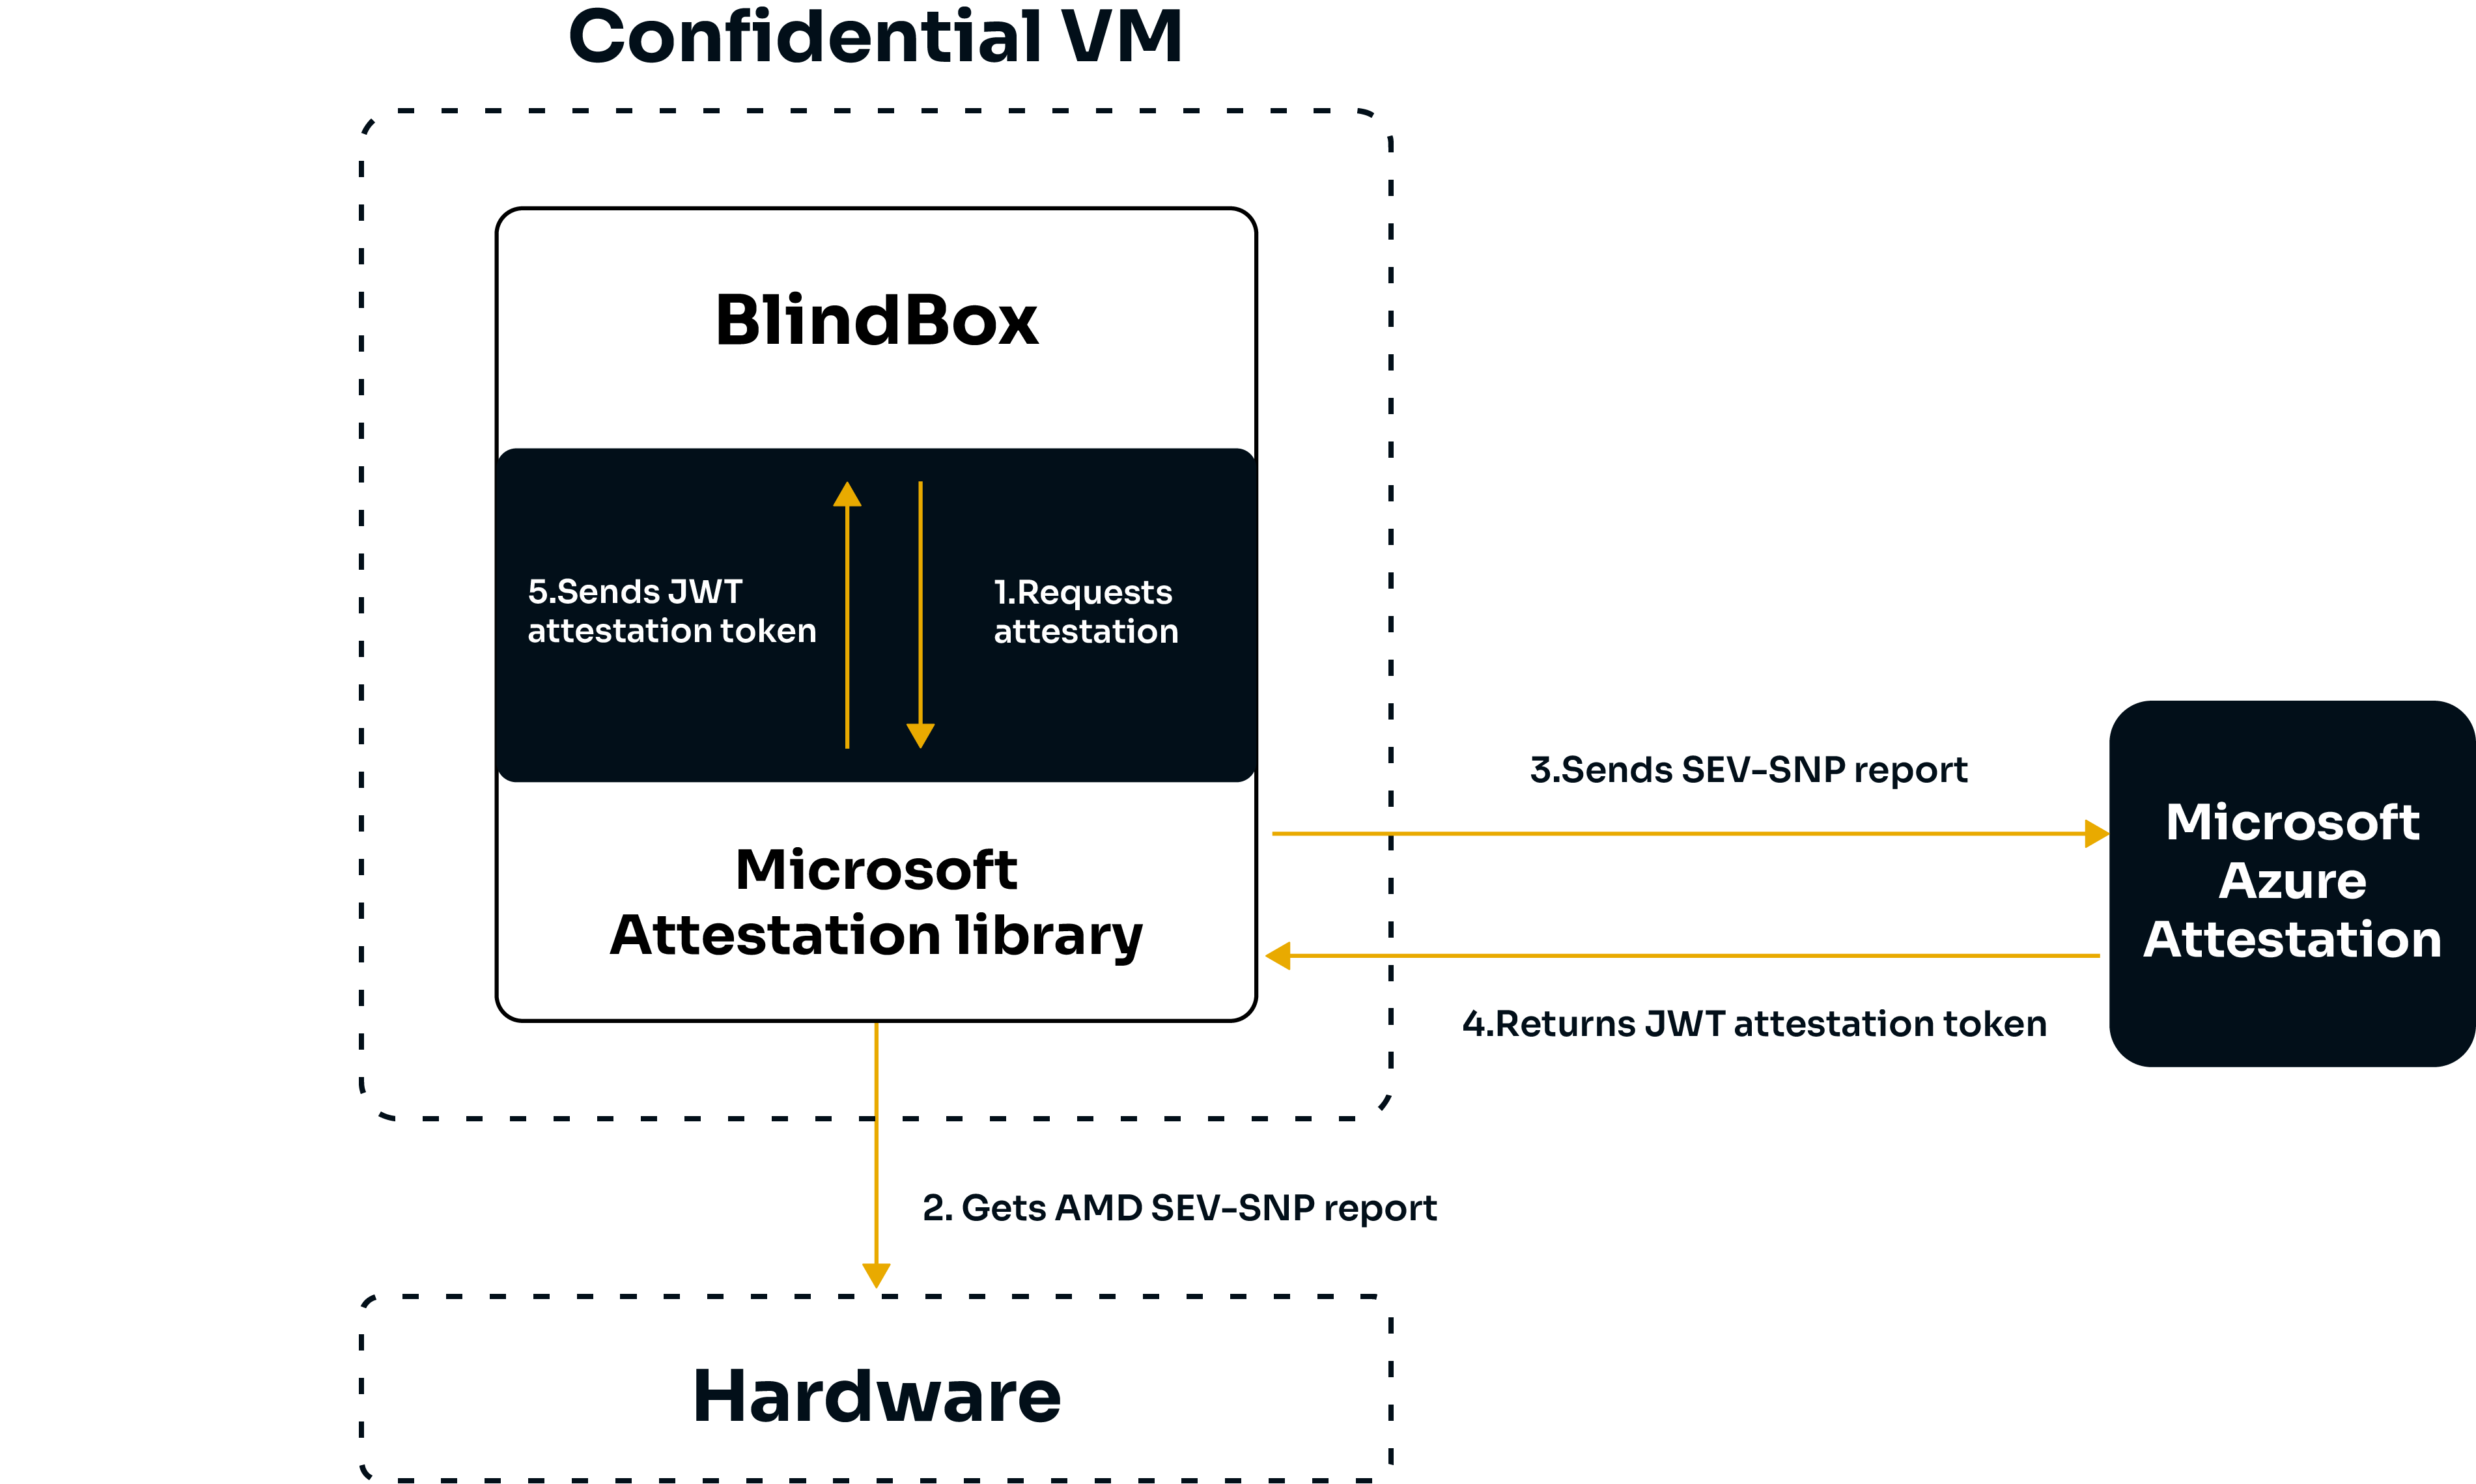 Confidential VM
BlindBox
5.Sends JWT
attestation token
1.Requests
attestation
Microsoft
Attestation library
3.Sends SEV-SNP report
4.Returns JWT attestation token
Microsoft
Azure
Attestation
2. Gets AMD SEV-SNP report
Hardware